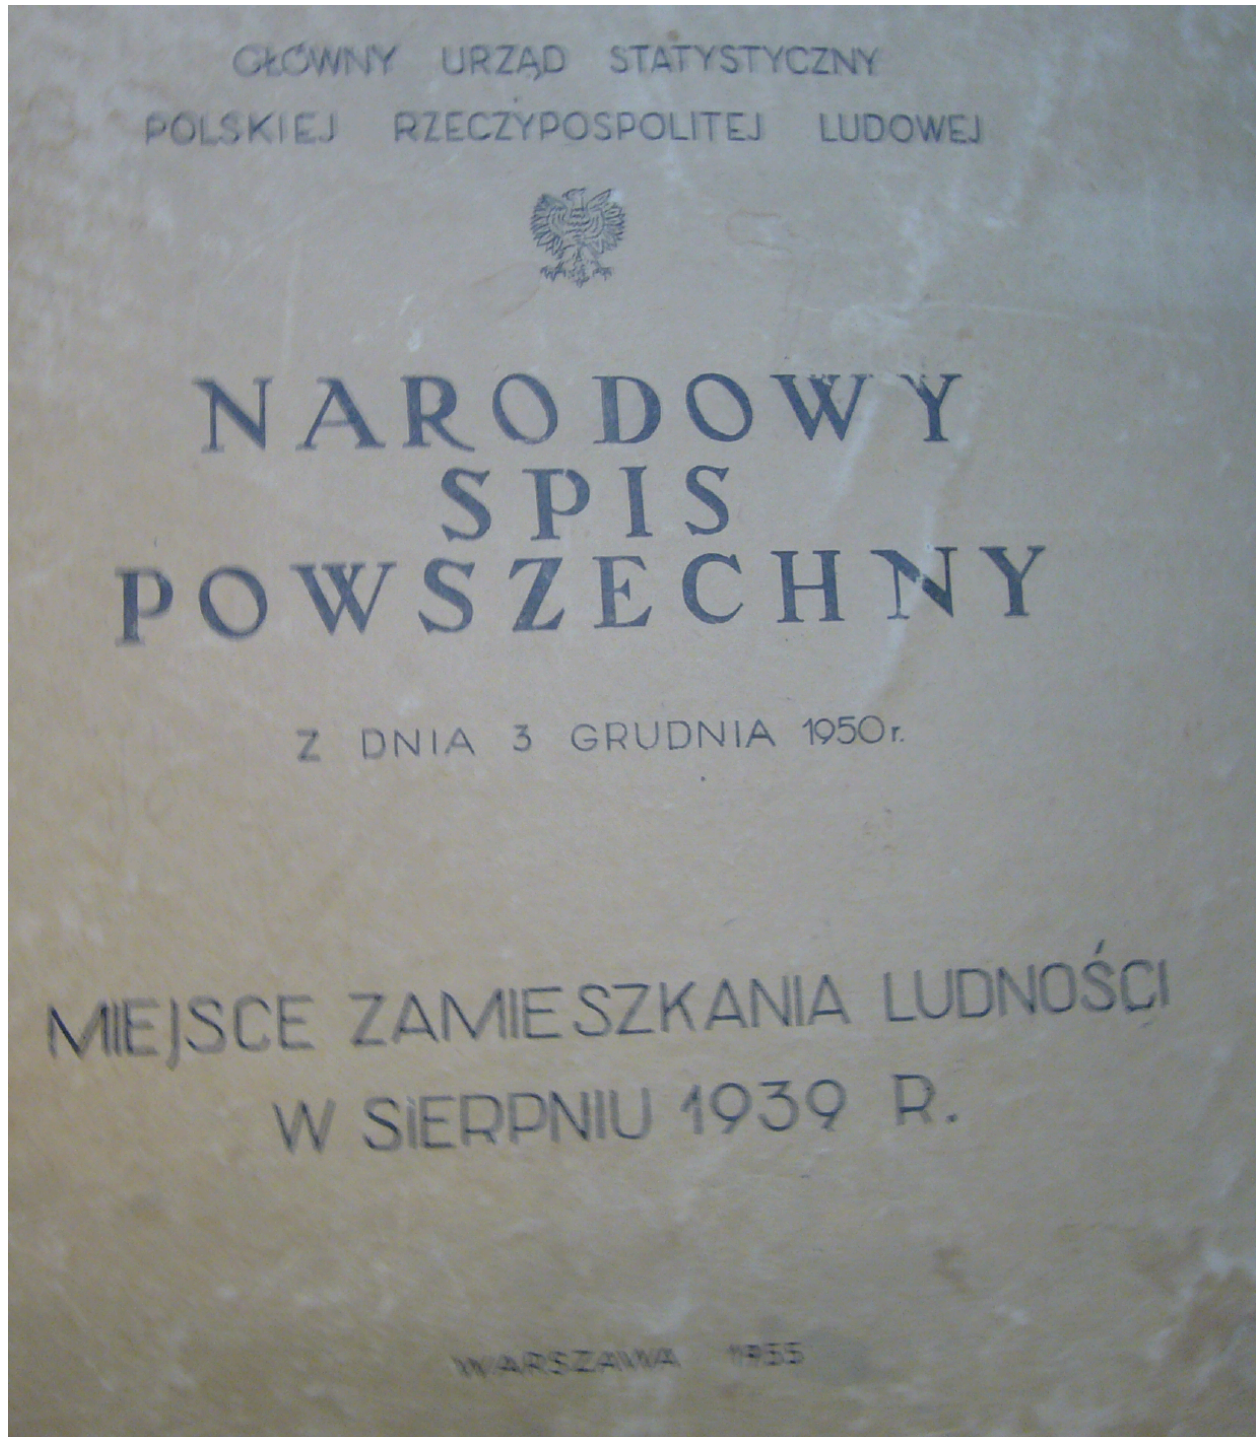 GŁÓWNY URZĄD STATYSTYCZNY
POLSKIEJ RZECZYPOSPOLITEJ LUDOWEJ
NARODOWY
SPIS
POWSZECHNY
Z DNIA 3 GRUDNIA 1950 r.
MIEJSCE ZAMIESZKANIA LUDNOŚCI
W SIERPNIU 1939 R.
WARSZAWA 1955